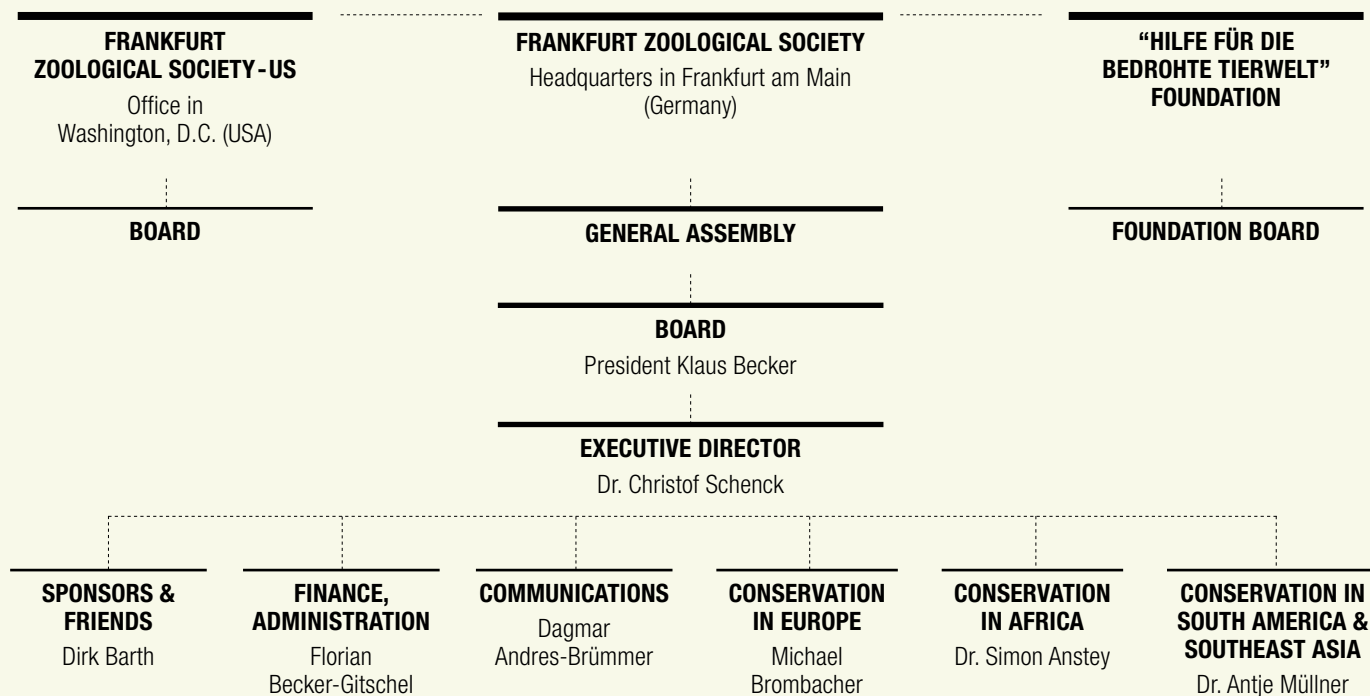 FRANKFURT
ZOOLOGICAL SOCIETY-US
Office in
Washington, D.C. (USA)
FRANKFURT ZOOLOGICAL SOCIETY
Headquarters in Frankfurt am Main
(Germany)
“HILFE FÜR DIE
BEDROHTE TIERWELT”
FOUNDATION
BOARD
GENERAL ASSEMBLY
FOUNDATION BOARD
BOARD
President Klaus Becker
EXECUTIVE DIRECTOR
Dr. Christof Schenck
SPONSORS &
FRIENDS
Dirk Barth
FINANCE,
ADMINISTRATION
Florian
Becker-Gitschel
COMMUNICATIONS
Dagmar
Andres-Brümmer
CONSERVATION
IN EUROPE
Michael
Brombacher
CONSERVATION
IN AFRICA
Dr. Simon Anstey
CONSERVATION IN
SOUTH AMERICA &
SOUTHEAST ASIA
Dr. Antje Müllner